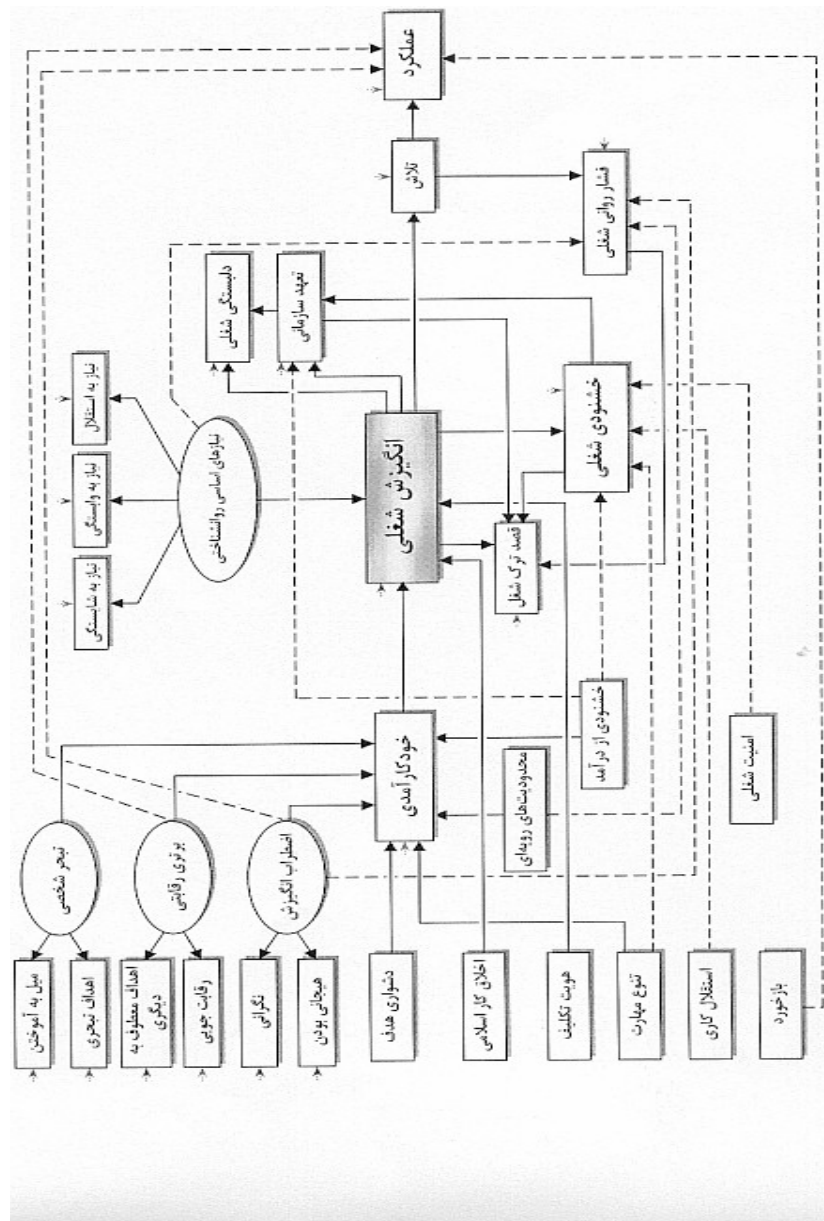 میل به آموختن
اهداف تبحری
اهداف معطوف به
دیگری
رقابت جویی
نگرانی
هیجانی بودن
دشواری هدف
اخلاق کار اسلامی
هویت تکلیف
تنوع مهارت
استقلال کاری
بازخورد
تبحر شخصی
برتری رقابتی
اضطراب انگیزش
خودکارآمدی
محدودیت‌های رویه‌ای
خشنودی از درآمد
امنیت شغلی
نیاز به شایستگی
نیاز به وابستگی
نیاز به استقلال
نیازهای اساسی روانشناختی
انگیزش شغلی
قصد ترک شغل
خشنودی شغلی
دلبستگی شغلی
تعهد سازمانی
تلاش
فشار روانی شغلی
عملکرد